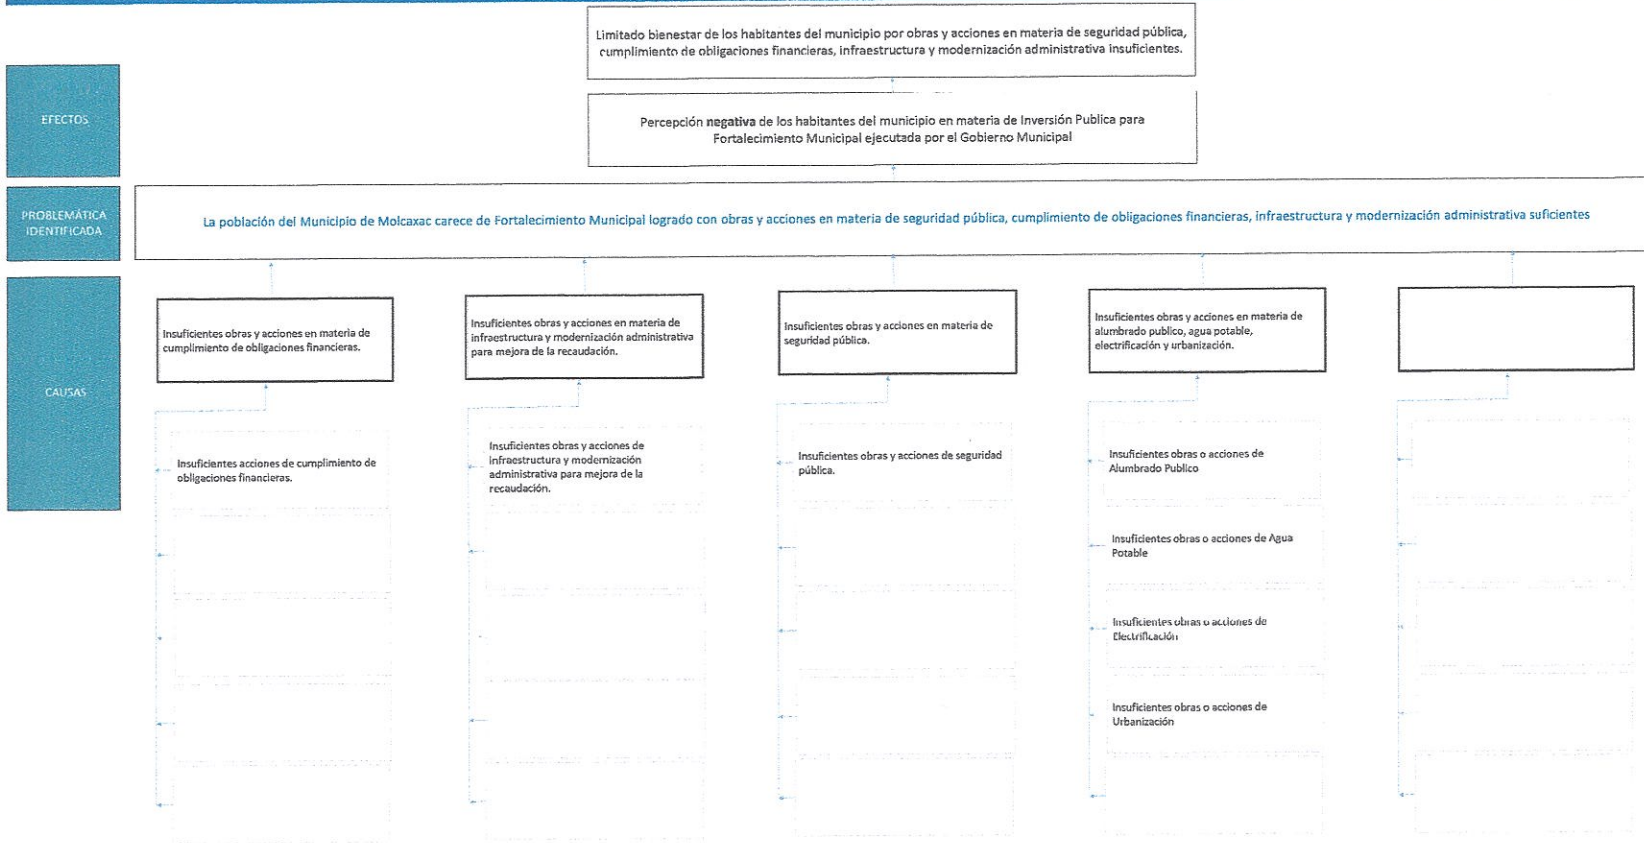 Limitado bienestar de los habitantes del municipio por obras y acciones en materia de seguridad pública,
cumplimiento de obligaciones financieras, infraestructura y modernización administrativa insuficientes.
EFECTOS
Percepción negativa de los habitantes del municipio en materia de Inversión Publica para
Fortalecimiento Municipal ejecutada por el Gobierno Municipal
PROBLEMÁTICA
IDENTIFICADA
La población del Municipio de Molcaxac carece de Fortalecimiento Municipal logrado con obras y acciones en materia de seguridad pública, cumplimiento de obligaciones financieras, infraestructura y modernización administrativa suficientes
CAUSAS
Insuficientes obras y acciones en materia de
cumplimiento de obligaciones financieras.
Insuficientes obras y acciones en materia de
infraestructura y modernización administrativa
para mejora de la recaudación.
Insuficientes obras y acciones en materia de
seguridad pública.
Insuficientes obras y acciones en materia de
alumbrado publico, agua potable,
electrificación y urbanización.
Insuficientes acciones de cumplimiento de
obligaciones financieras.
Insuficientes obras y acciones de
infraestructura y modernización
administrativa para mejora de la
recaudación.
Insuficientes obras y acciones de seguridad
pública.
Insuficientes obras o acciones de
Alumbrado Publico
Insuficientes obras o acciones de Agua
Potable
Insuficientes obras o acciones de
Electrificación
Insuficientes obras o acciones de
Urbanización